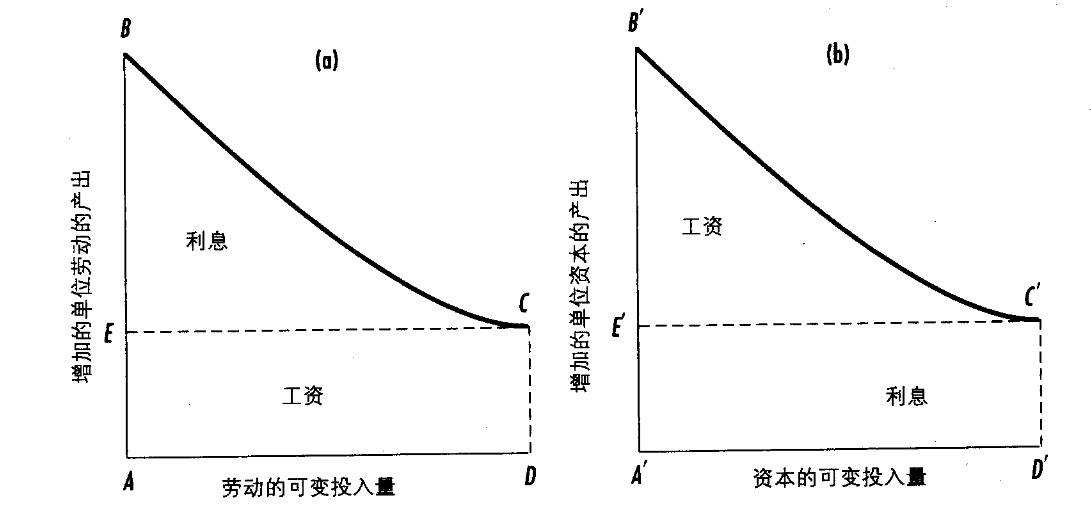 B
(a)
增加的单位劳动的产出
利息
C
E
工资
A
劳动的可变投入量
D
B′
(b)
增加的单位资本的产出
工资
C′
E′
利息
A′
资本的可变投入量
D′